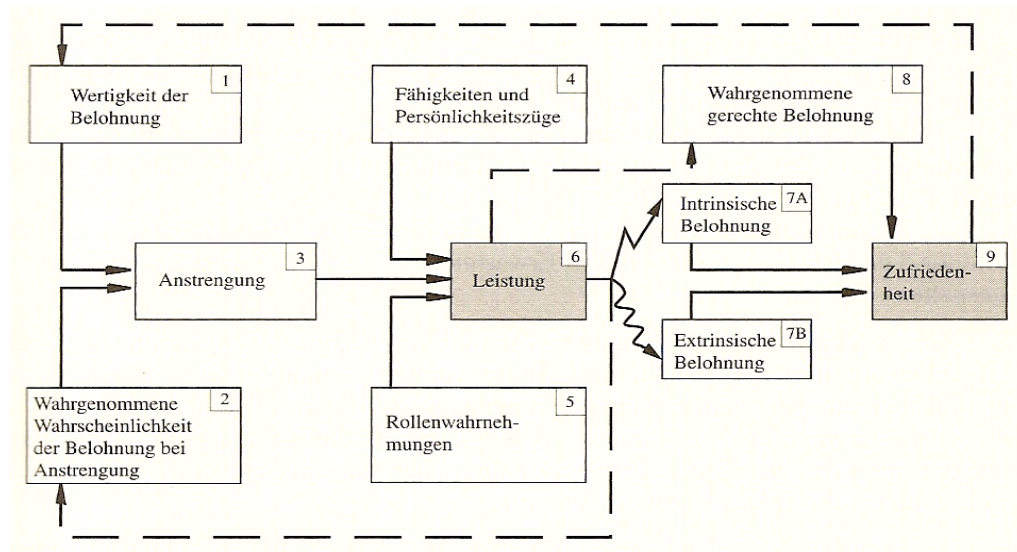 1
Wertigkeit der
Belohnung
4
Fähigkeiten und
Persönlichkeitszüge
8
Wahrgenommene
gerechte Belohnung
7A
Intrinsische
Belohnung
3
Anstrengung
6
Leistung
9
Zufrieden-
heit
7B
Extrinsische
Belohnung
2
Wahrgenommene
Wahrscheinlichkeit
der Belohnung bei
Anstrengung
5
Rollenwahrneh-
mungen